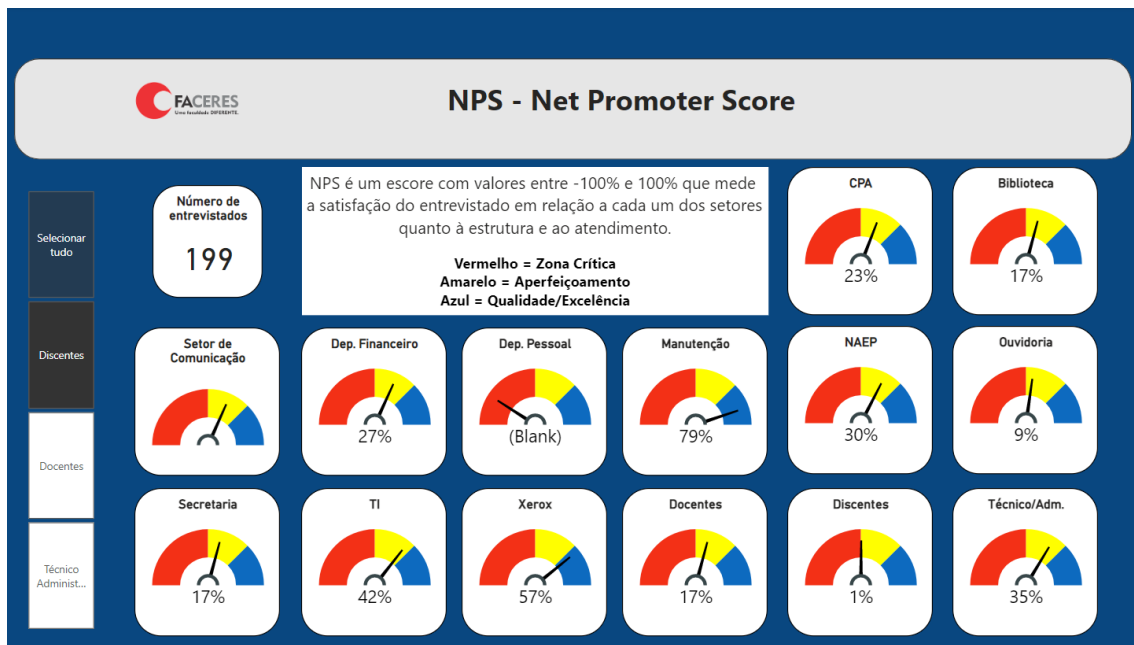 FACERES
Uma faculdade DIFERENTE.
NPS - Net Promoter Score
Selecionar
tudo
Discentes
Docentes
Técnico
Administ...
Número de
entrevistados
199
NPS é um escore com valores entre -100% e 100% que mede
a satisfação do entrevistado em relação a cada um dos setores
quanto à estrutura e ao atendimento.
Vermelho = Zona Crítica
Amarelo = Aperfeiçoamento
Azul = Qualidade/Excelência
CPA
23%
Biblioteca
17%
Setor de
Comunicação
Dep. Financeiro
27%
Dep. Pessoal
(Blank)
Manutenção
79%
NAEP
30%
Ouvidoria
9%
Secretaria
17%
TI
42%
Xerox
57%
Docentes
17%
Discentes
1%
Técnico/Adm.
35%